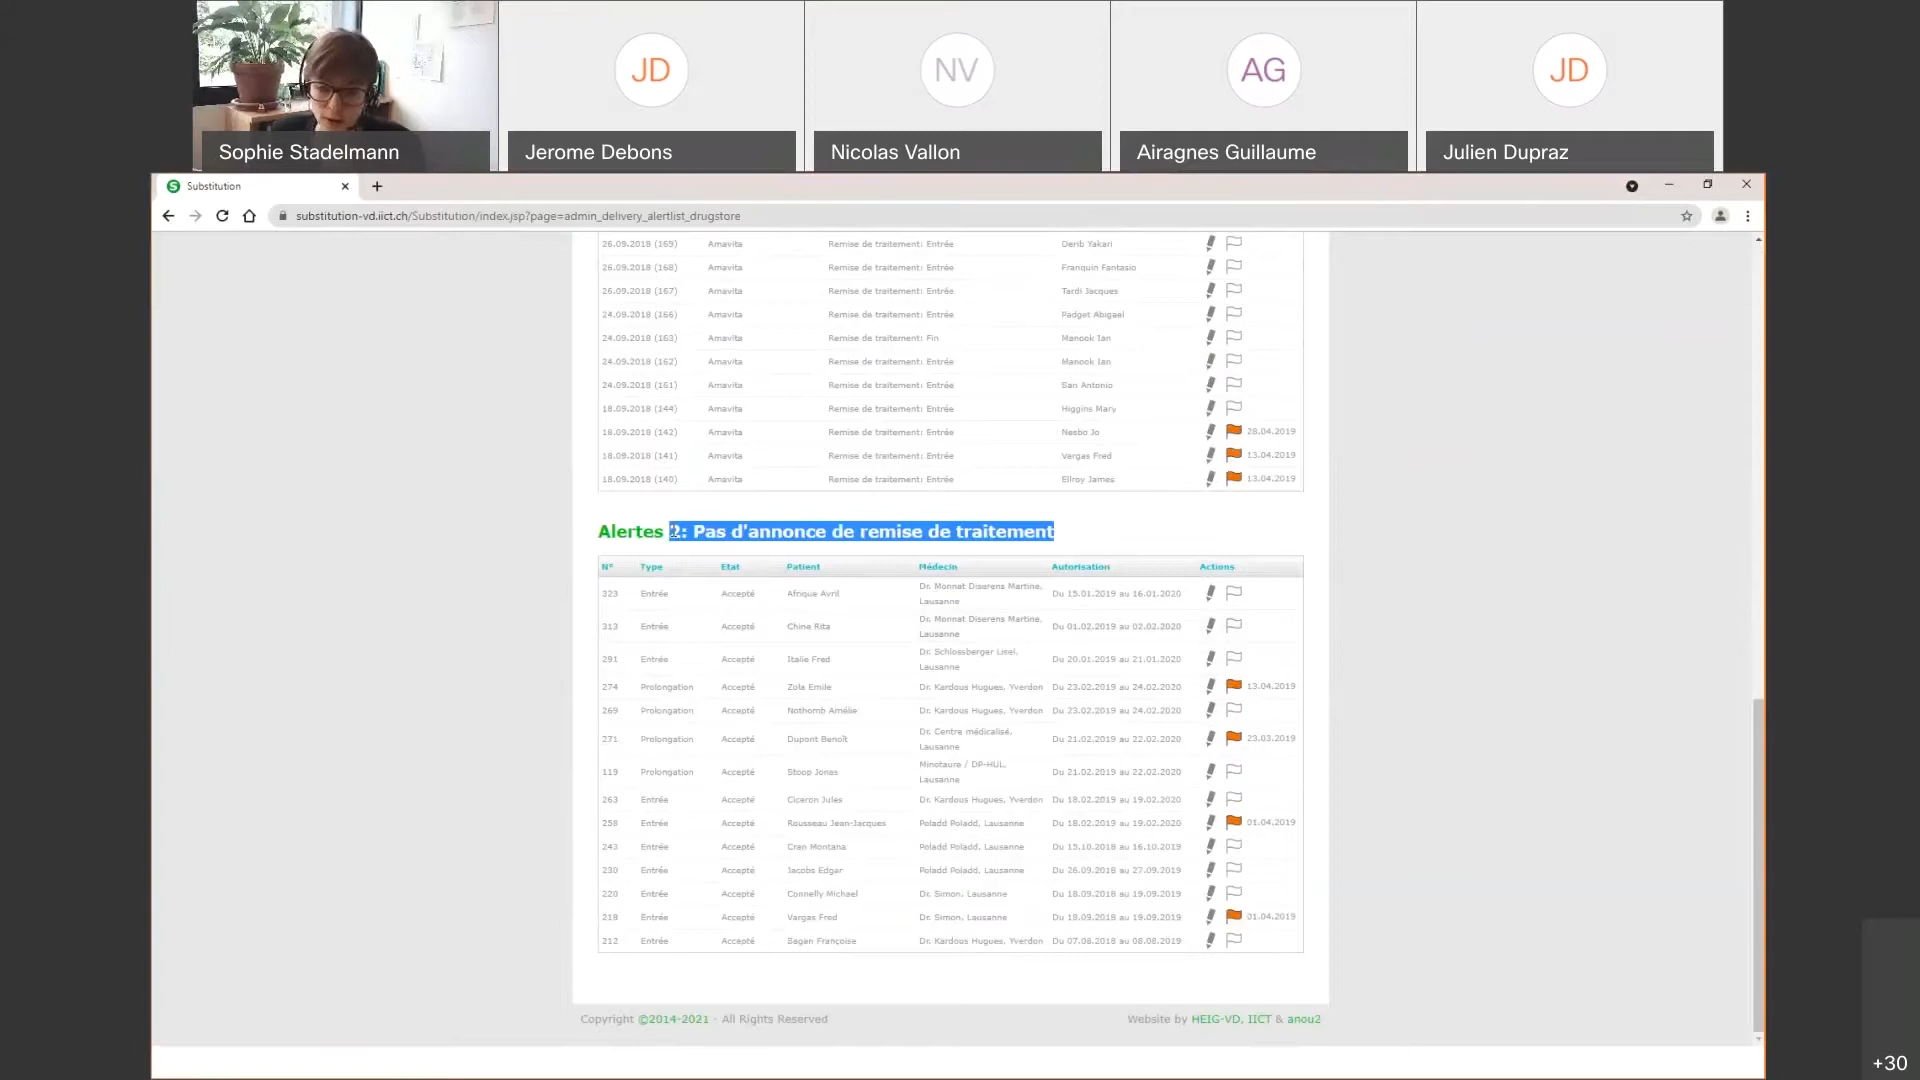 JD
NV
AG
JD
Sophie Stadelmann
Jerome Debons
Nicolas Vallon
Airagnes Guillaume
Julien Dupraz
Substitution
substitution-vd.iict.ch/Substitution/index.jsp?page=admin_delivery_alertlist_drugstore
26.09.2018 (169) Amavita Remise de traitement: Entrée Derib Yakari
26.09.2018 (168) Amavita Remise de traitement: Entrée Franquin Fantasio
26.09.2018 (167) Amavita Remise de traitement: Entrée Tardi Jacques
24.09.2018 (166) Amavita Remise de traitement: Entrée Padget Abigael
24.09.2018 (163) Amavita Remise de traitement: Fin Manook Ian
24.09.2018 (162) Amavita Remise de traitement: Entrée Manook Ian
24.09.2018 (161) Amavita Remise de traitement: Entrée San Antonio
18.09.2018 (144) Amavita Remise de traitement: Entrée Higgins Mary
18.09.2018 (142) Amavita Remise de traitement: Entrée Nesbo Jo 28.04.2019
18.09.2018 (141) Amavita Remise de traitement: Entrée Vargas Fred 13.04.2019
18.09.2018 (140) Amavita Remise de traitement: Entrée Ellroy James 13.04.2019
Alertes 2: Pas d'annonce de remise de traitement
N° Type Etat Patient Médecin Autorisation Actions
323 Entrée Accepté Afrique Avril Dr. Monnat Diserens Martine, Lausanne Du 15.01.2019 au 16.01.2020
313 Entrée Accepté Chine Rita Dr. Monnat Diserens Martine, Lausanne Du 01.02.2019 au 02.02.2020
291 Entrée Accepté Italie Fred Dr. Schlossberger Lisel, Lausanne Du 20.01.2019 au 21.01.2020
274 Prolongation Accepté Zola Emile Dr. Kardous Hugues, Yverdon Du 23.02.2019 au 24.02.2020 13.04.2019
269 Prolongation Accepté Nothomb Amélie Dr. Kardous Hugues, Yverdon Du 23.02.2019 au 24.02.2020
271 Prolongation Accepté Dupont Benoît Dr. Centre médicalisé, Lausanne Du 21.02.2019 au 22.02.2020 23.03.2019
119 Prolongation Accepté Stoop Jonas Minotaure / DP-HUL, Lausanne Du 21.02.2019 au 22.02.2020
263 Entrée Accepté Ciceron Jules Dr. Kardous Hugues, Yverdon Du 18.02.2019 au 19.02.2020
258 Entrée Accepté Rousseau Jean-Jacques Poladd Poladd, Lausanne Du 18.02.2019 au 19.02.2020 01.04.2019
243 Entrée Accepté Cran Montana Poladd Poladd, Lausanne Du 15.10.2018 au 16.10.2019
230 Entrée Accepté Jacobs Edgar Poladd Poladd, Lausanne Du 26.09.2018 au 27.09.2019
220 Entrée Accepté Connelly Michael Dr. Simon, Lausanne Du 18.09.2018 au 19.09.2019
218 Entrée Accepté Vargas Fred Dr. Simon, Lausanne Du 18.09.2018 au 19.09.2019 01.04.2019
212 Entrée Accepté Sagan Françoise Dr. Kardous Hugues, Yverdon Du 07.08.2018 au 08.08.2019
Copyright ©2014-2021 - All Rights Reserved
Website by HEIG-VD, IICT & anou2
+30